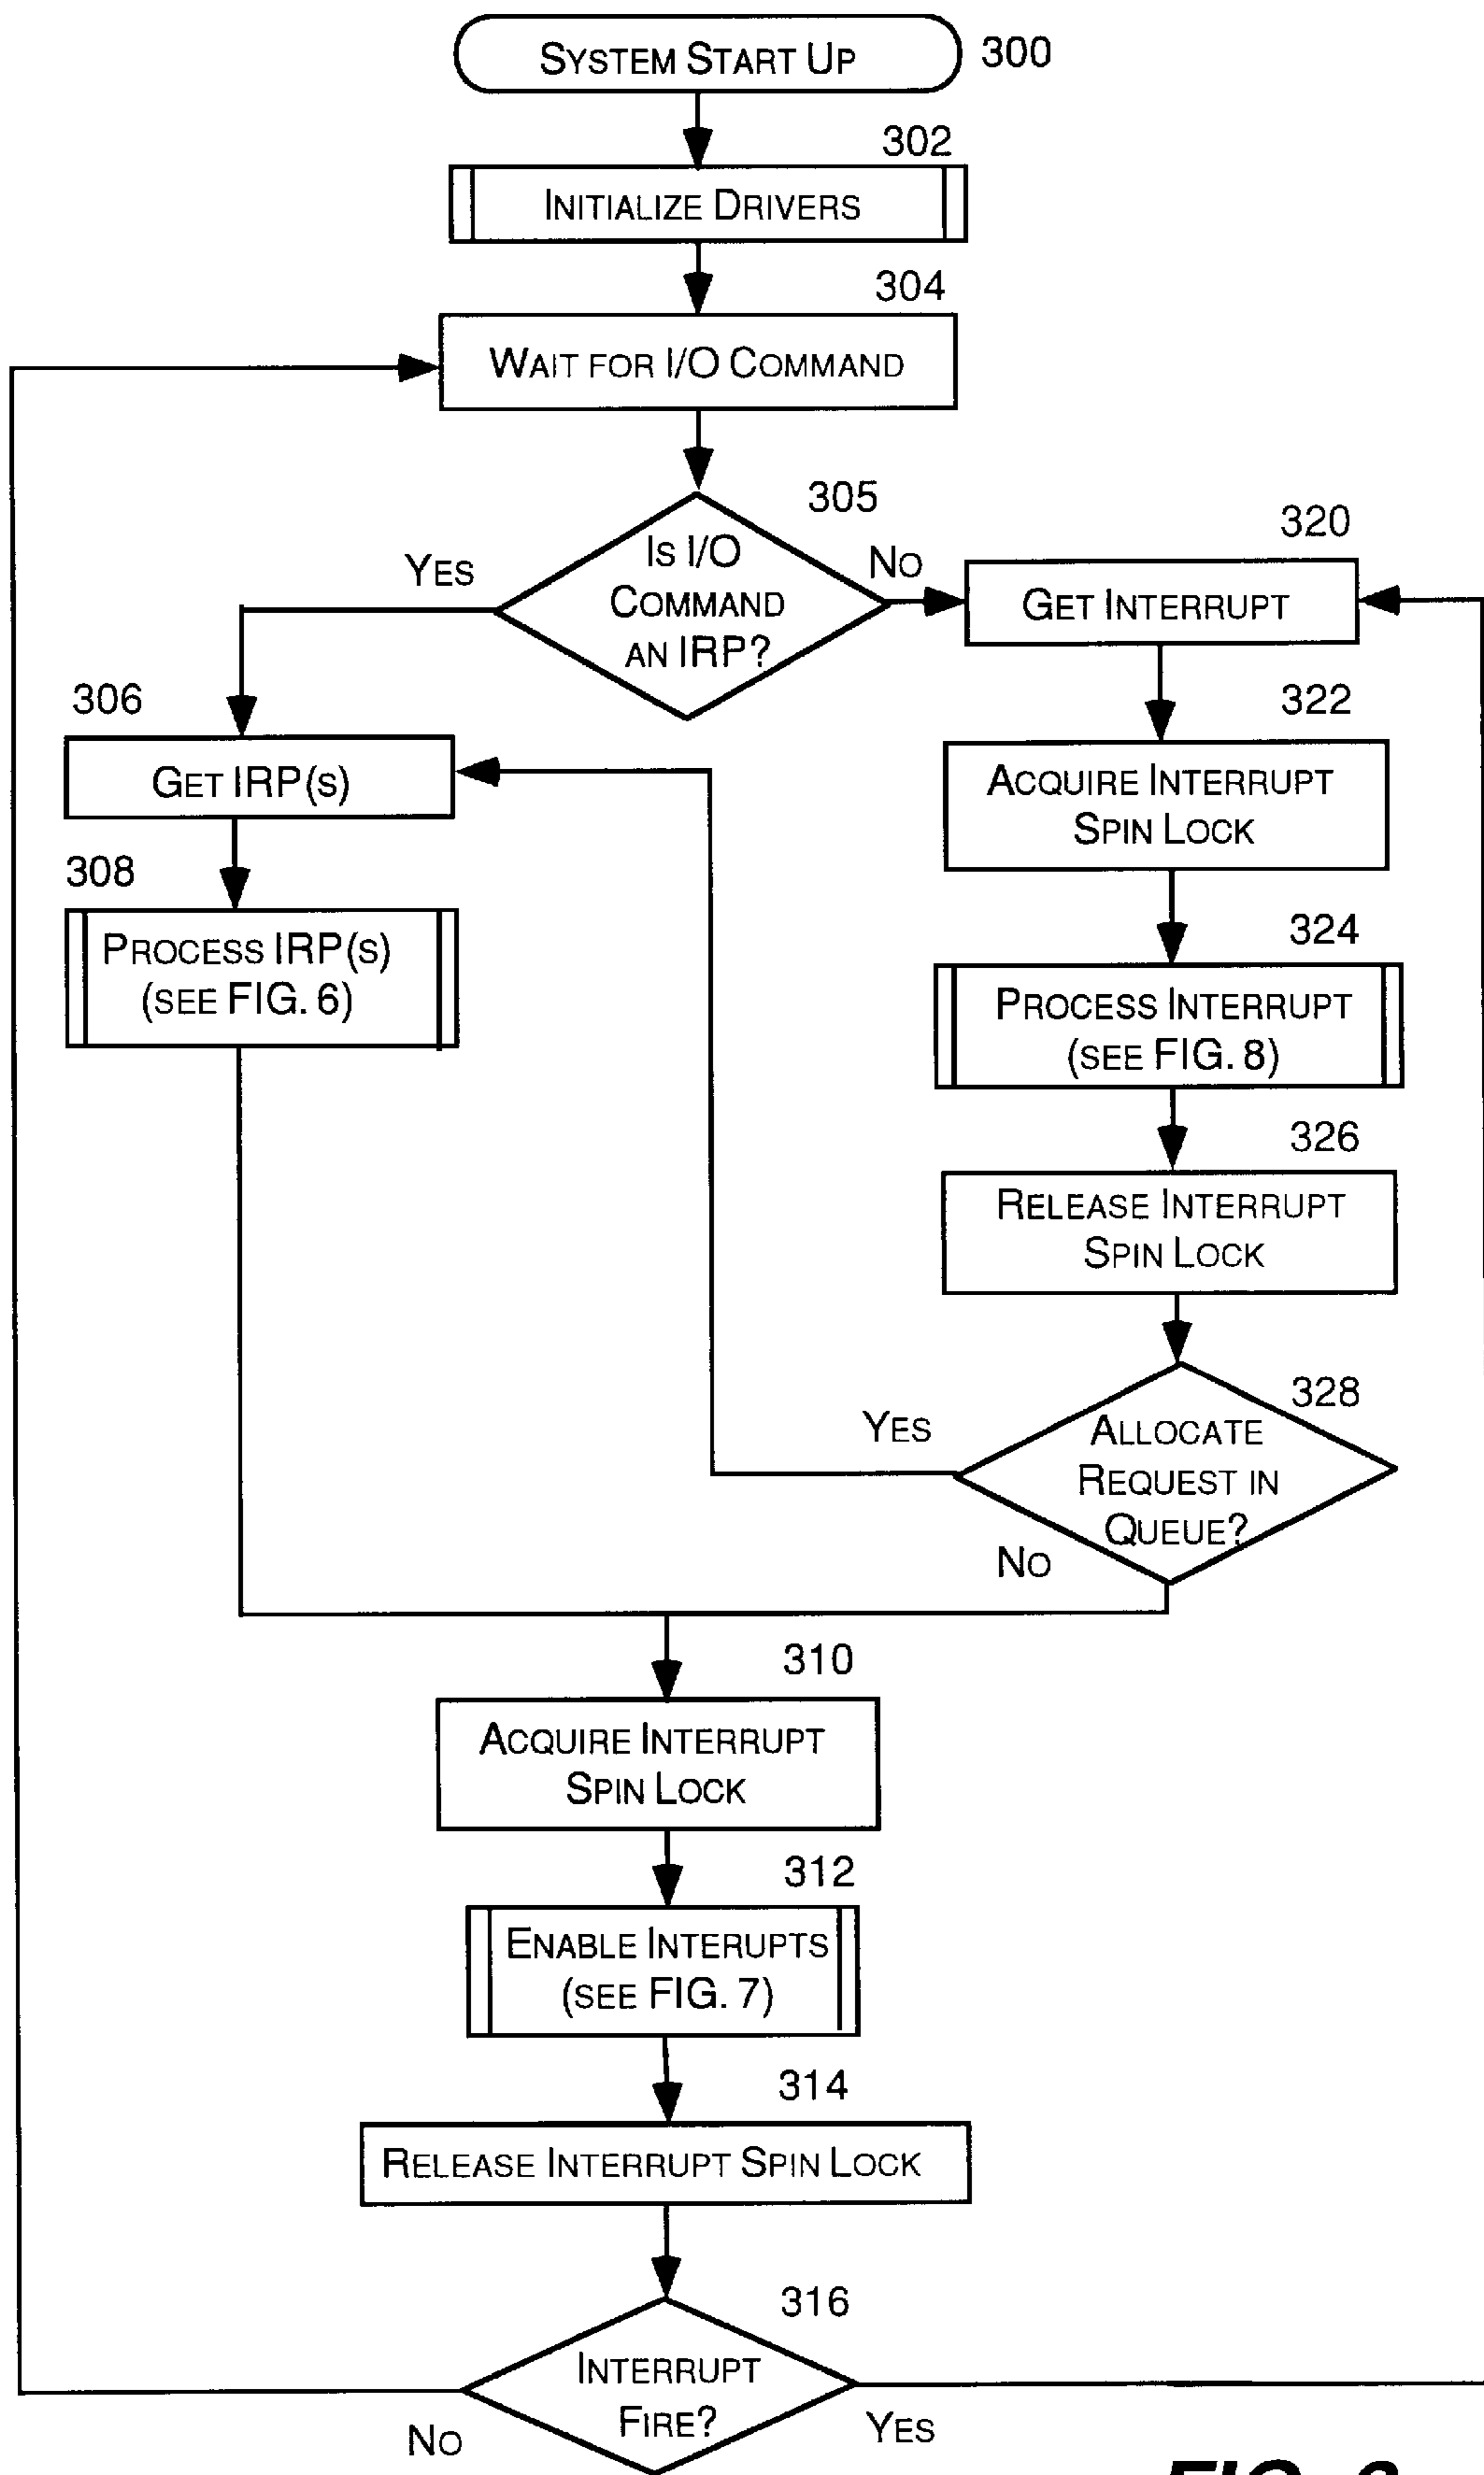 SYSTEM START UP
300
302
INITIALIZE DRIVERS
304
WAIT FOR I/O COMMAND
305
IS I/O
COMMAND
AN IRP?
YES
NO
320
GET INTERRUPT
306
GET IRP(S)
322
ACQUIRE INTERRUPT
SPIN LOCK
308
PROCESS IRP(S)
(SEE FIG. 6)
324
PROCESS INTERRUPT
(SEE FIG. 8)
326
RELEASE INTERRUPT
SPIN LOCK
328
ALLOCATE
REQUEST IN
QUEUE?
YES
NO
310
ACQUIRE INTERRUPT
SPIN LOCK
312
ENABLE INTERUPTS
(SEE FIG. 7)
314
RELEASE INTERRUPT SPIN LOCK
316
INTERRUPT
FIRE?
NO
YES